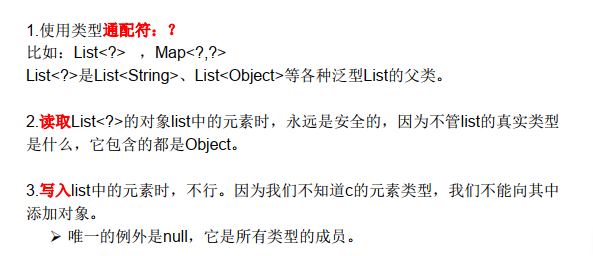 1.使用类型通配符：？
比如：List<?> ，Map<?,?>
List<?>是List<String>、List<Object>等各种泛型List的父类。
2.读取List<?>的对象list中的元素时，永远是安全的，因为不管list的真实类型
是什么，它包含的都是Object。
3.写入list中的元素时，不行。因为我们不知道c的元素类型，我们不能向其中
添加对象。
➢ 唯一的例外是null，它是所有类型的成员。